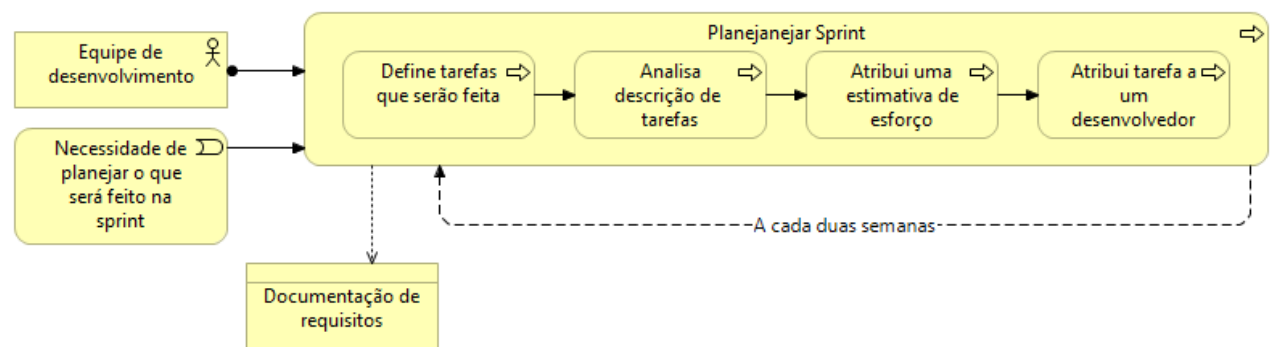 Planejanejar Sprint
Equipe de
desenvolvimento
Define tarefas
que serão feita
Analisa
descrição de
tarefas
Atribui uma
estimativa de
esforço
Atribui tarefa a
um
desenvolvedor
Necessidade de
planejar o que
será feito na
sprint
A cada duas semanas
Documentação de
requisitos